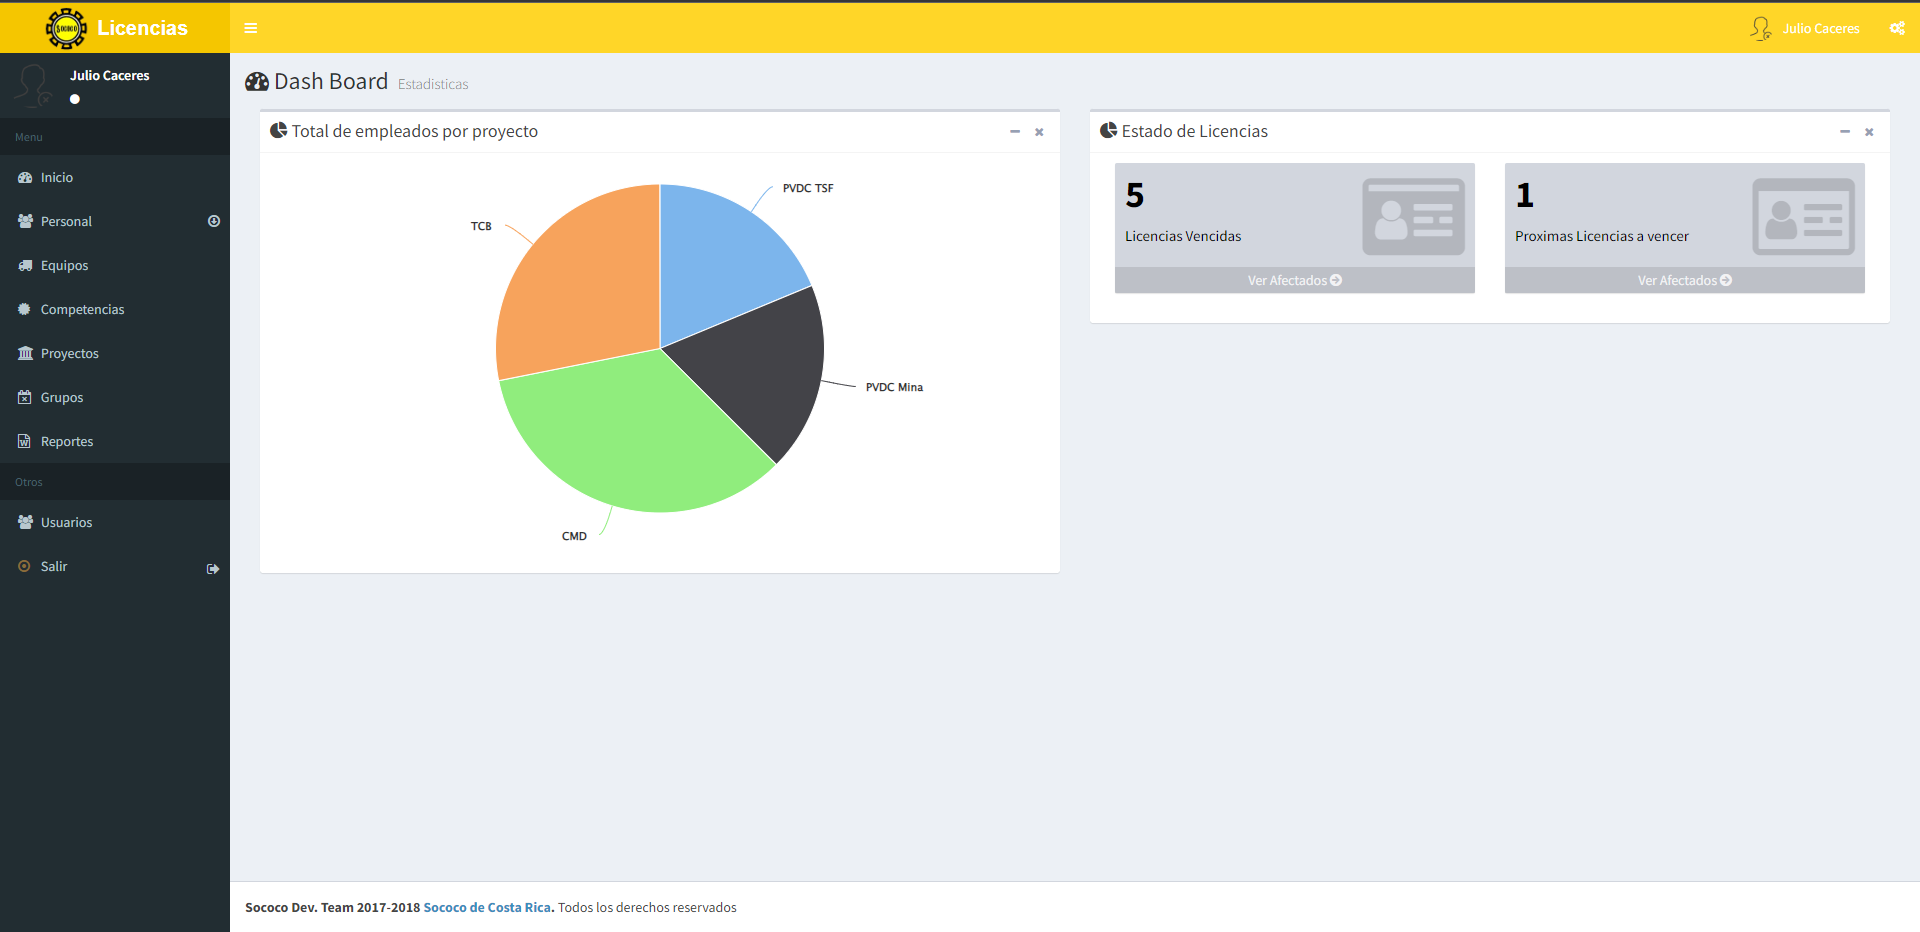 Sococo Licencias
Julio Caceres
Julio Caceres
Menu
Inicio
Personal
Equipos
Competencias
Proyectos
Grupos
Reportes
Otros
Usuarios
Salir
Dash Board Estadisticas
Total de empleados por proyecto
PVDC TSF
TCB
PVDC Mina
CMD
Estado de Licencias
5
Licencias Vencidas
Ver Afectados
1
Proximas Licencias a vencer
Ver Afectados
Sococo Dev. Team 2017-2018 Sococo de Costa Rica. Todos los derechos reservados